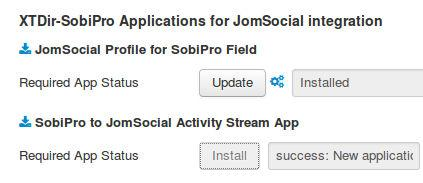 XTDir-SobiPro Applications for JomSocial integration
JomSocial Profile for SobiPro Field
Required App Status Update Installed
SobiPro to JomSocial Activity Stream App
Required App Status Install success: New applicatic